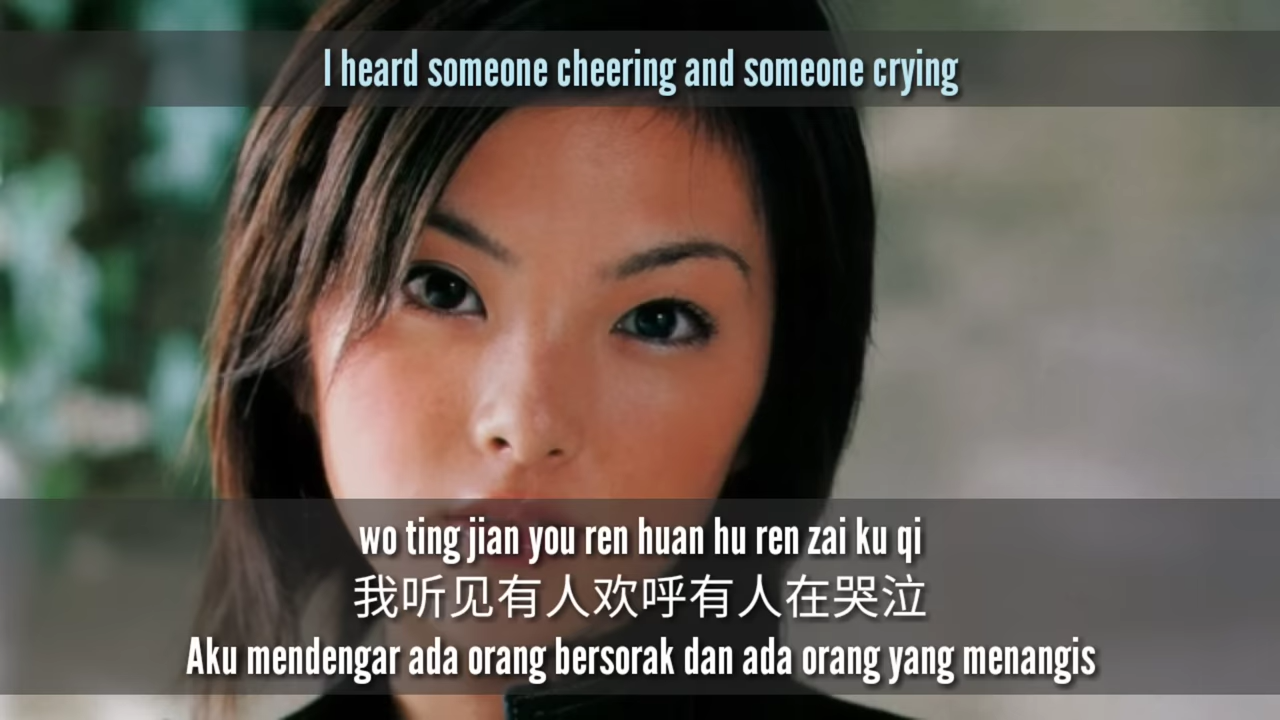 I heard someone cheering and someone crying
wo ting jian you ren huan hu ren zai ku qi
我听见有人欢呼有人在哭泣
Aku mendengar ada orang bersorak dan ada orang yang menangis